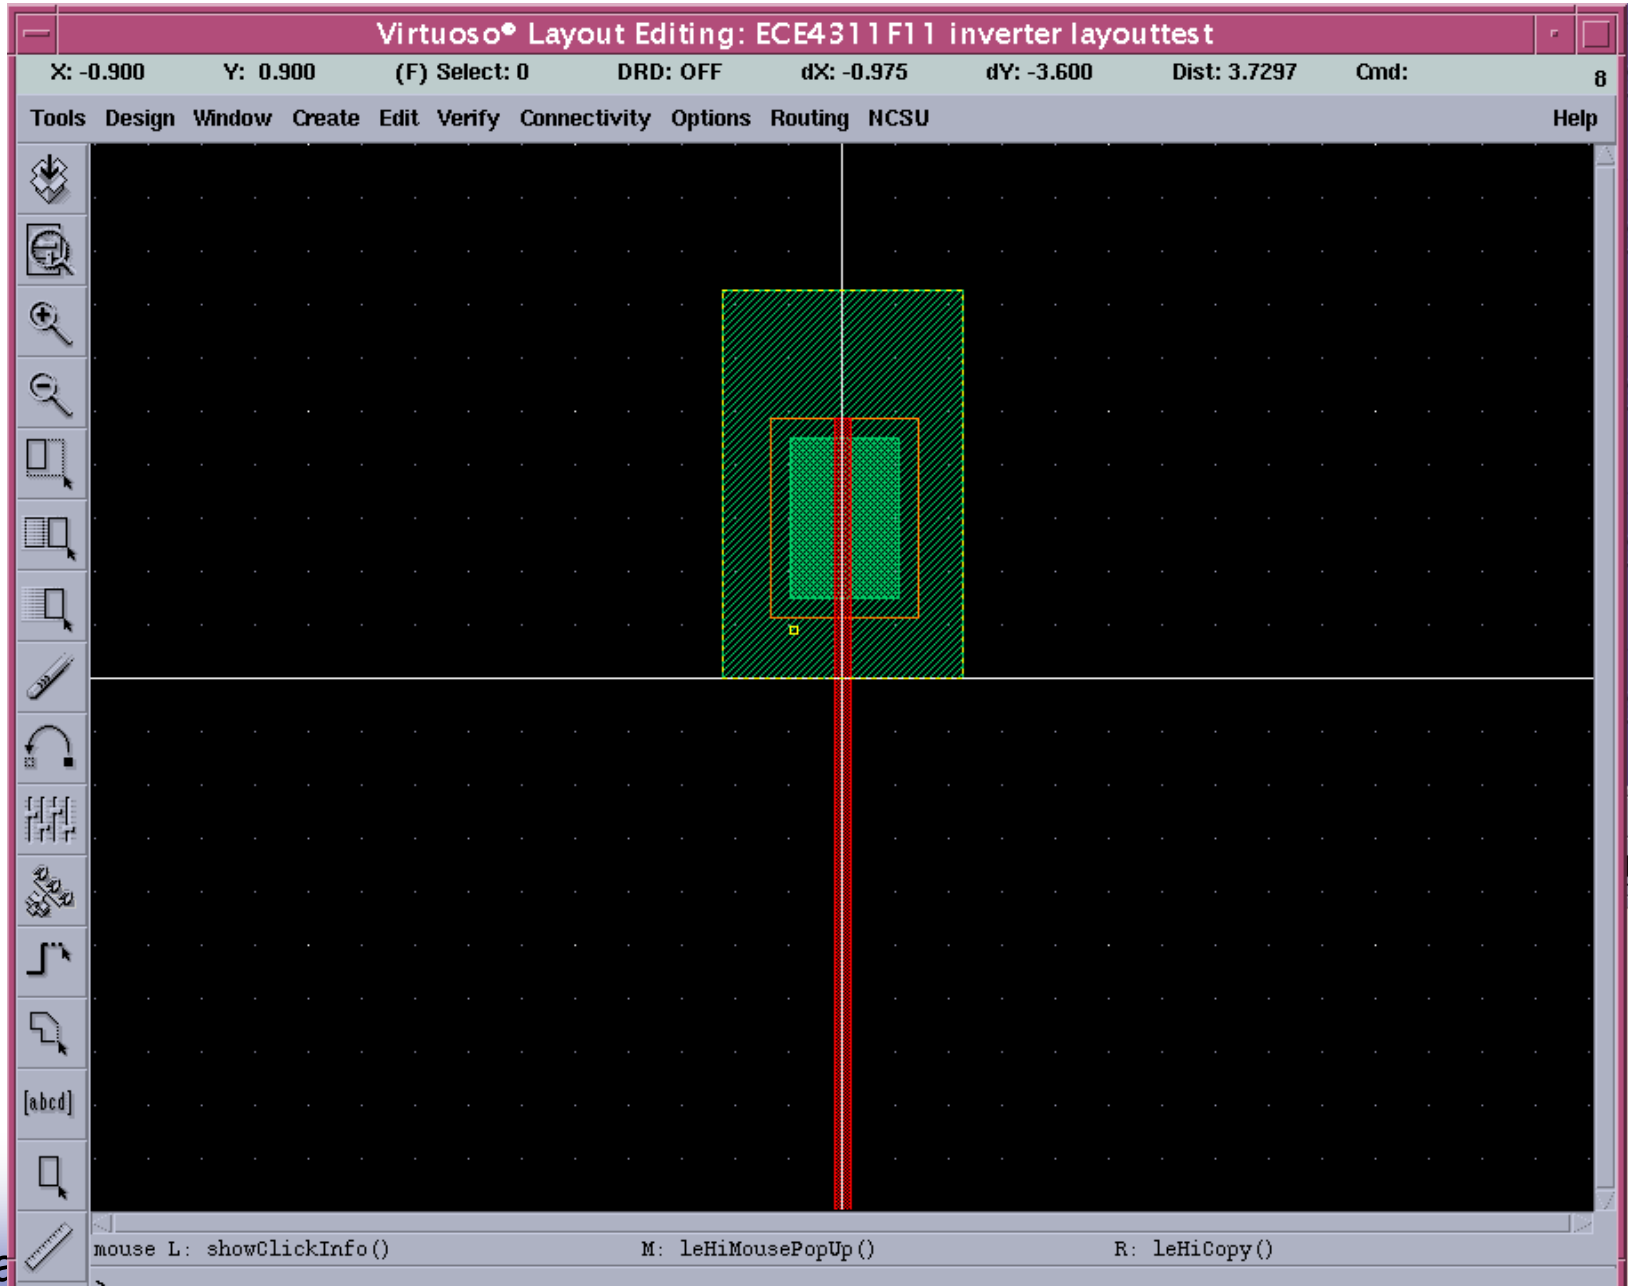 Virtuoso® Layout Editing: ECE4311F11 inverter layouttest
X: -0.900 Y: 0.900 (F) Select: 0 DRD: OFF dX: -0.975 dY: -3.600 Dist: 3.7297 Cmd: 8
Tools Design Window Create Edit Verify Connectivity Options Routing NCSU Help
[abcd]
mouse L: showClickInfo() M: leHiMousePopUp() R: leHiCopy()
>